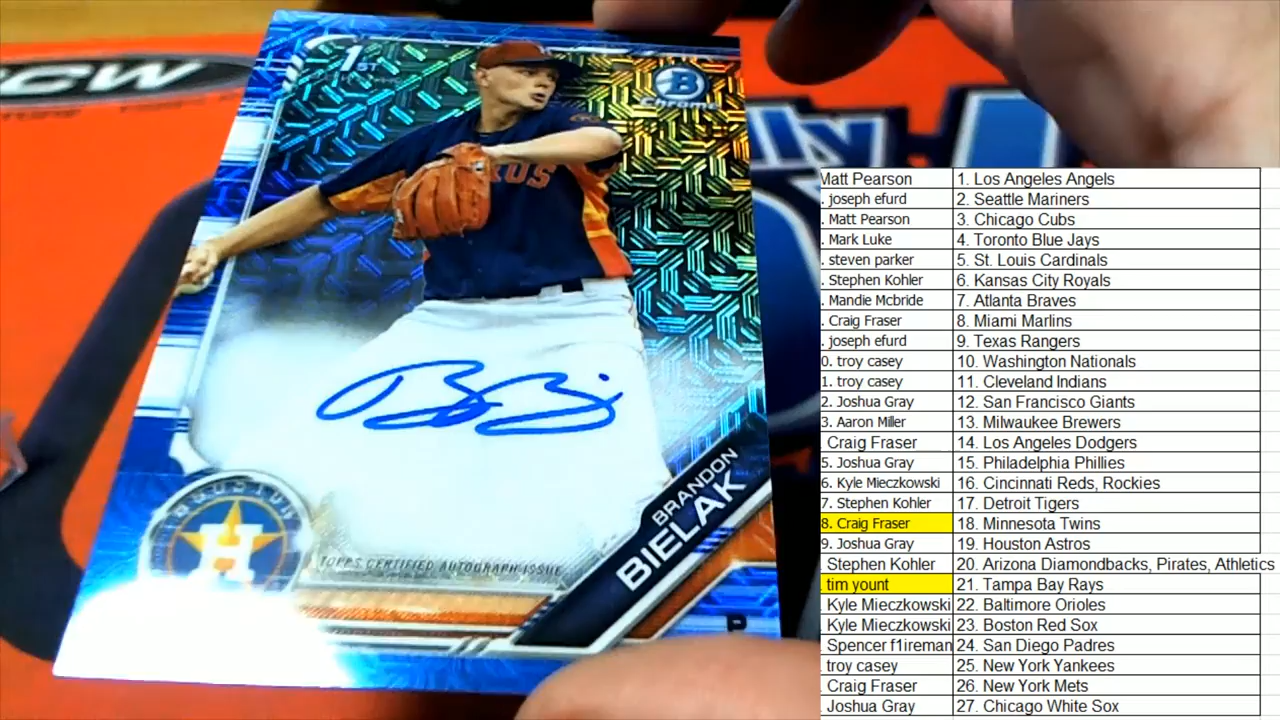 1ST
Chrome
BRANDON
BIELAK
TOPPS CERTIFIED AUTOGRAPH ISSUE
HOUSTON
H
P
Matt Pearson 1. Los Angeles Angels
. joseph efurd 2. Seattle Mariners
. Matt Pearson 3. Chicago Cubs
. Mark Luke 4. Toronto Blue Jays
. steven parker 5. St. Louis Cardinals
. Stephen Kohler 6. Kansas City Royals
. Mandie Mcbride 7. Atlanta Braves
. Craig Fraser 8. Miami Marlins
. joseph efurd 9. Texas Rangers
0. troy casey 10. Washington Nationals
1. troy casey 11. Cleveland Indians
2. Joshua Gray 12. San Francisco Giants
3. Aaron Miller 13. Milwaukee Brewers
Craig Fraser 14. Los Angeles Dodgers
5. Joshua Gray 15. Philadelphia Phillies
6. Kyle Mieczkowski 16. Cincinnati Reds, Rockies
7. Stephen Kohler 17. Detroit Tigers
8. Craig Fraser 18. Minnesota Twins
9. Joshua Gray 19. Houston Astros
Stephen Kohler 20. Arizona Diamondbacks, Pirates, Athletics
. tim yount 21. Tampa Bay Rays
Kyle Mieczkowski 22. Baltimore Orioles
Kyle Mieczkowski 23. Boston Red Sox
Spencer f1ireman 24. San Diego Padres
. troy casey 25. New York Yankees
. Craig Fraser 26. New York Mets
. Joshua Gray 27. Chicago White Sox